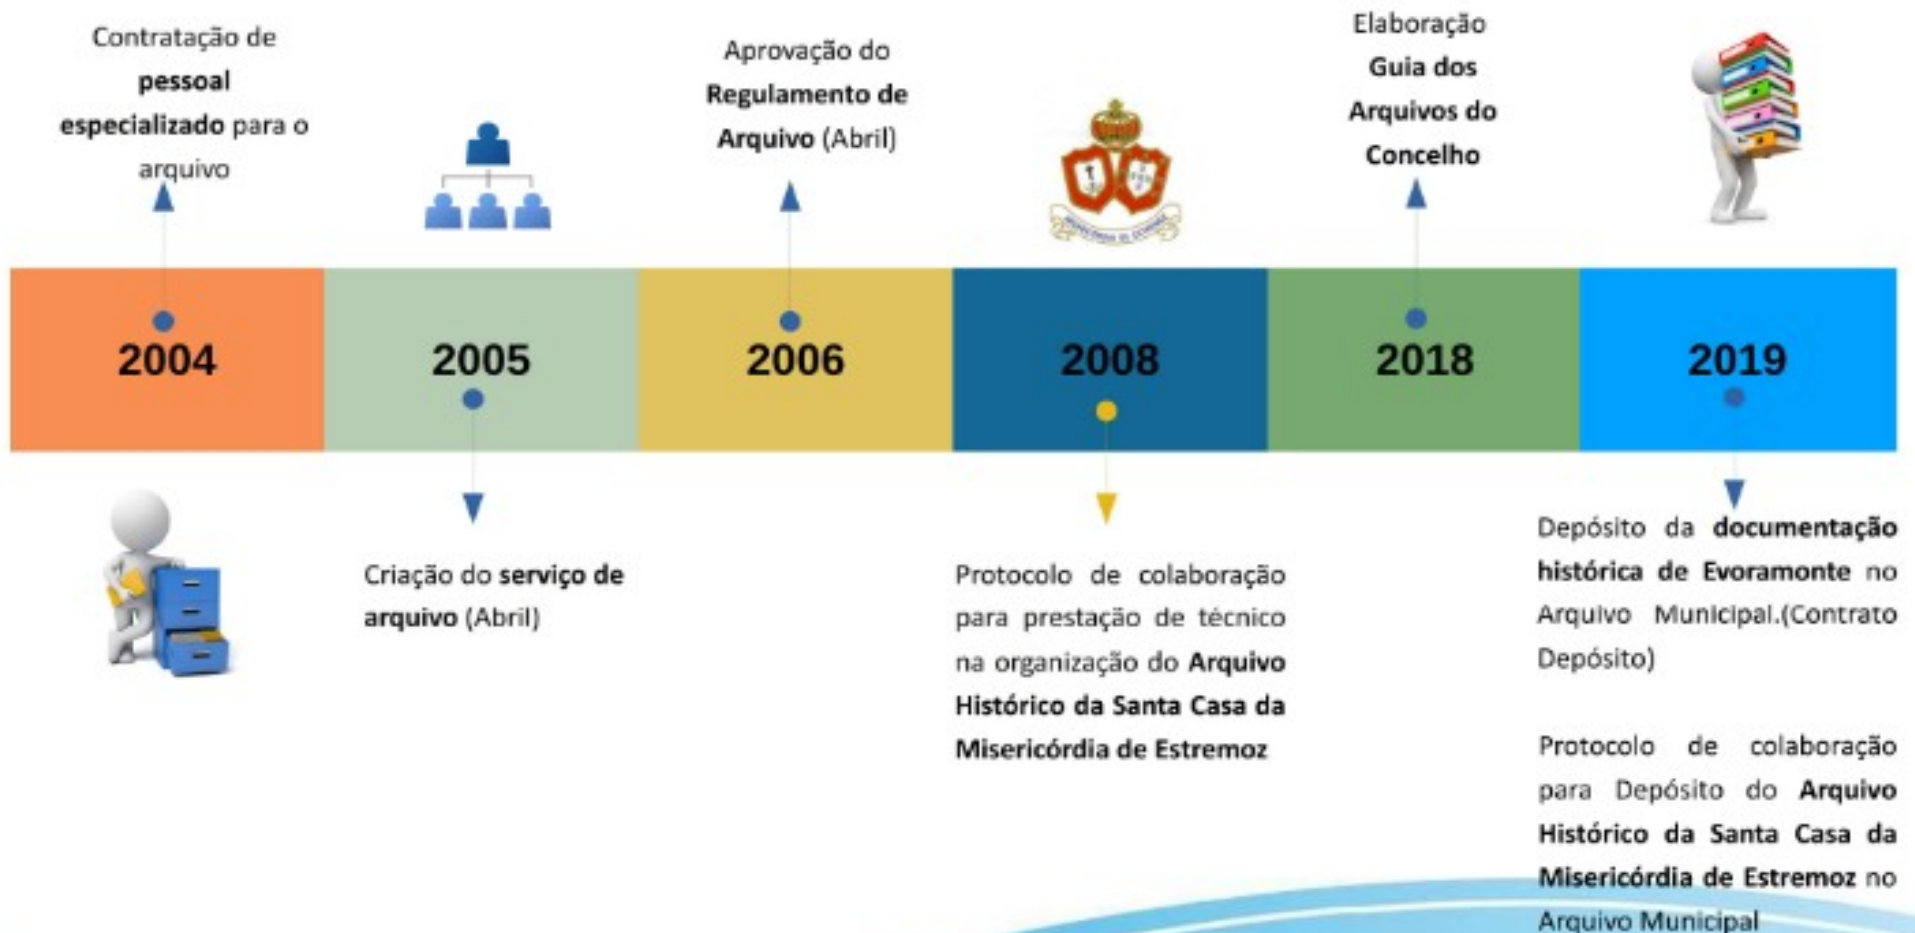 Contratação de
pessoal
especializado para o
arquivo
Aprovação do
Regulamento de
Arquivo (Abril)
Elaboração
Guia dos
Arquivos do
Concelho
2004
2005
2006
2008
2018
2019
Criação do serviço de
arquivo (Abril)
Protocolo de colaboração
para prestação de técnico
na organização do Arquivo
Histórico da Santa Casa da
Misericórdia de Estremoz
Depósito da documentação
histórica de Evoramonte no
Arquivo Municipal.(Contrato
Depósito)
Protocolo de colaboração
para Depósito do Arquivo
Histórico da Santa Casa da
Misericórdia de Estremoz no
Arquivo Municipal